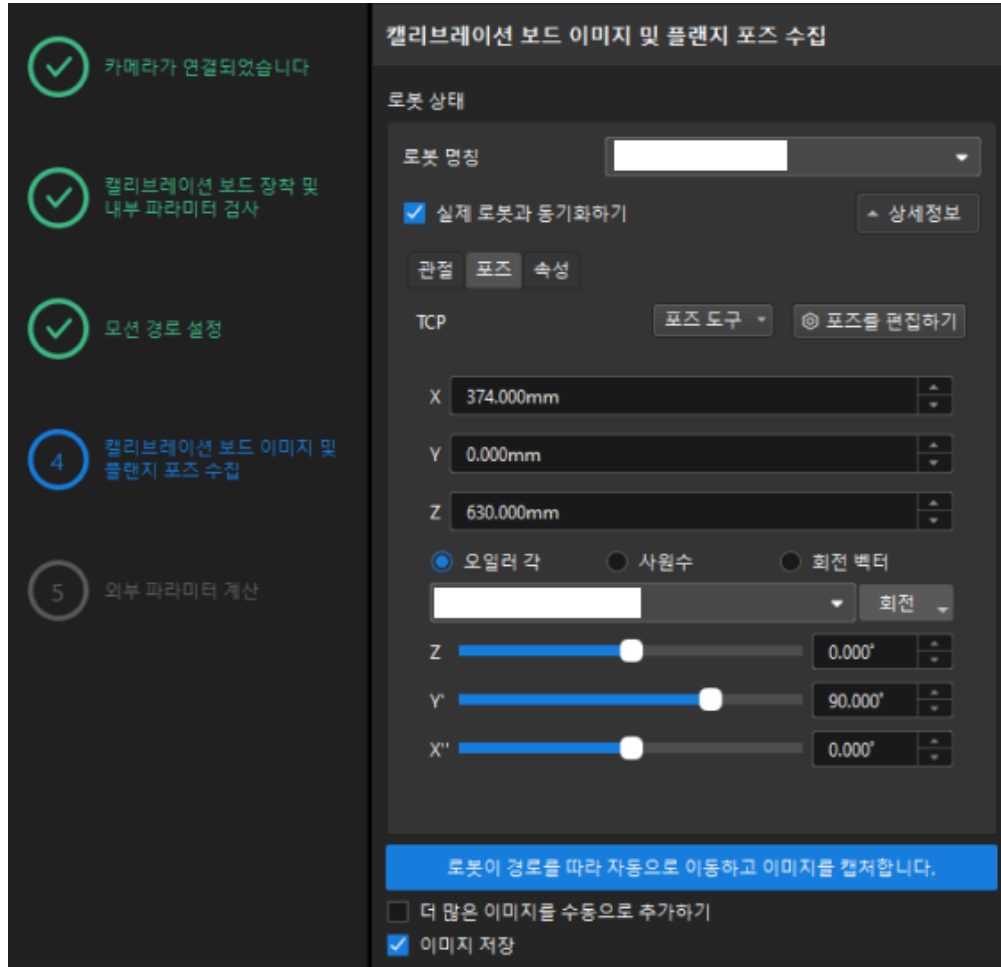 카메라가 연결되었습니다
캘리브레이션 보드 장착 및
내부 파라미터 검사
모션 경로 설정
4
캘리브레이션 보드 이미지 및
플랜지 포즈 수집
5
외부 파라미터 계산
캘리브레이션 보드 이미지 및 플랜지 포즈 수집
로봇 상태
로봇 명칭
실제 로봇과 동기화하기
상세정보
관절 포즈 속성
TCP 포즈 도구 포즈를 편집하기
X 374.000mm
Y 0.000mm
Z 630.000mm
오일러 각 사원수 회전 벡터
회전
Z 0.000°
Y' 90.000°
X'' 0.000°
로봇이 경로를 따라 자동으로 이동하고 이미지를 캡처합니다.
더 많은 이미지를 수동으로 추가하기
이미지 저장